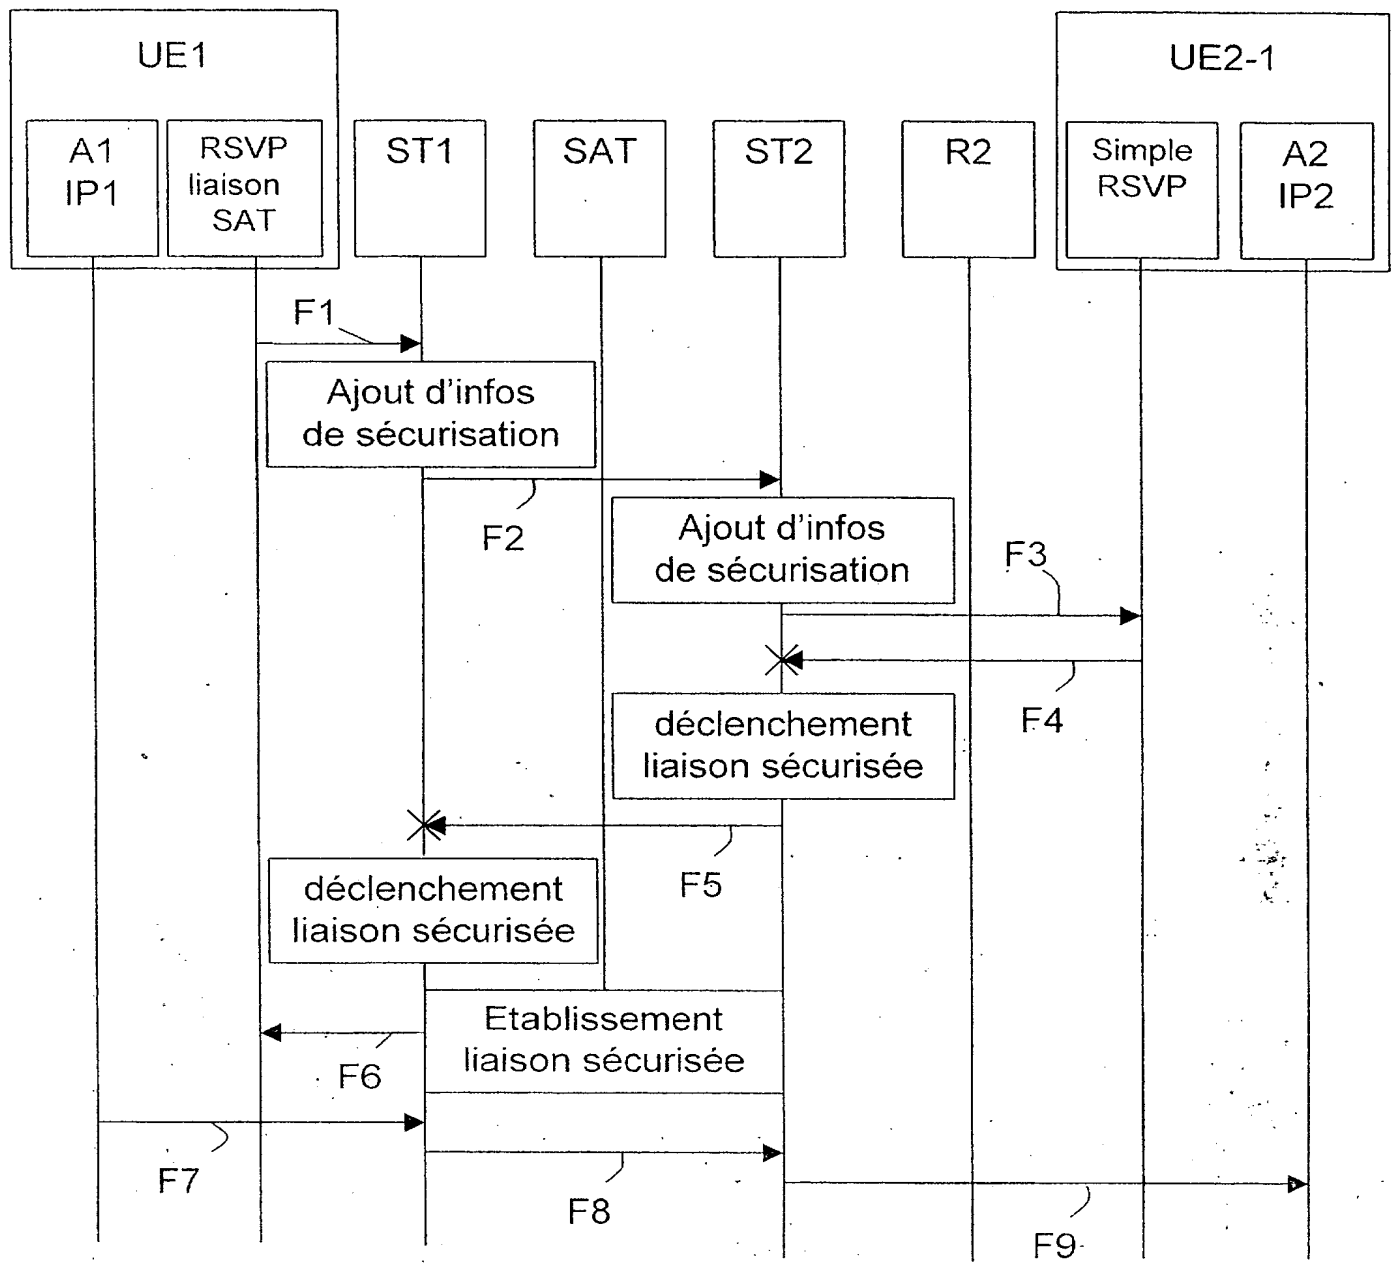 UE1
UE2-1
A1
IP1
RSVP
liaison
SAT
ST1
SAT
ST2
R2
Simple
RSVP
A2
IP2
F1
Ajout d'infos
de sécurisation
F2
Ajout d'infos
de sécurisation
F3
F4
déclenchement
liaison sécurisée
F5
déclenchement
liaison sécurisée
Etablissement
liaison sécurisée
F6
F7
F8
F9